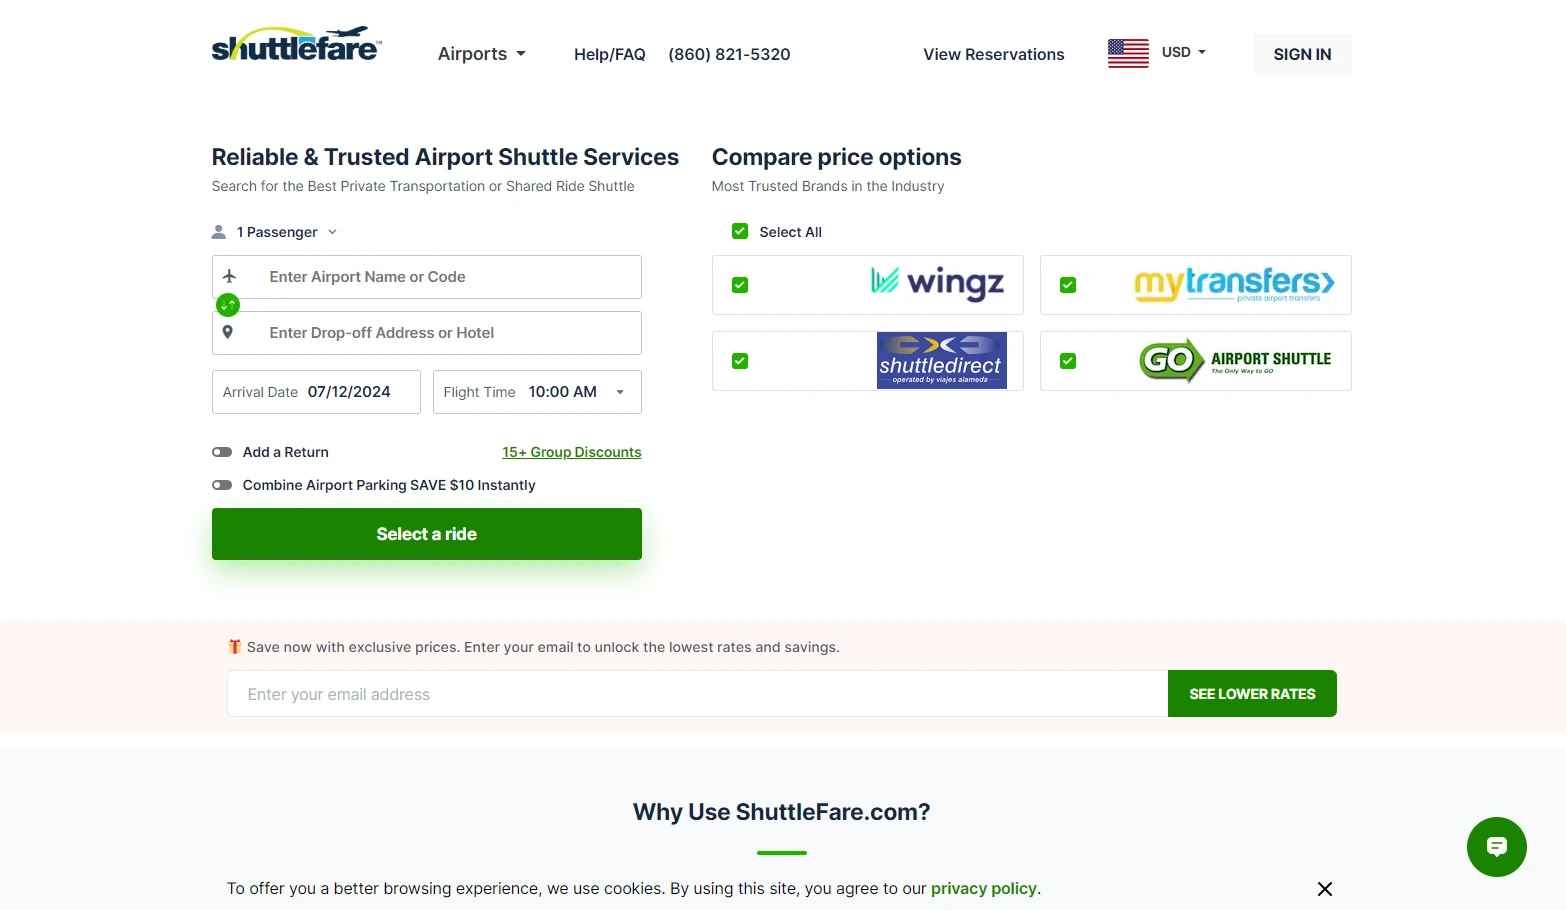 shuttlefare™
Airports
Help/FAQ
(860) 821-5320
View Reservations
USD
SIGN IN
Reliable & Trusted Airport Shuttle Services
Search for the Best Private Transportation or Shared Ride Shuttle
1 Passenger
Enter Airport Name or Code
Enter Drop-off Address or Hotel
Arrival Date 07/12/2024
Flight Time 10:00 AM
Add a Return
15+ Group Discounts
Combine Airport Parking SAVE $10 Instantly
Select a ride
Compare price options
Most Trusted Brands in the Industry
Select All
wingz
mytransfers
private airport transfers
shuttledirect
operated by viajes alameda
GO AIRPORT SHUTTLE
The Only Way to GO
Save now with exclusive prices. Enter your email to unlock the lowest rates and savings.
Enter your email address
SEE LOWER RATES
Why Use ShuttleFare.com?
To offer you a better browsing experience, we use cookies. By using this site, you agree to our privacy policy.